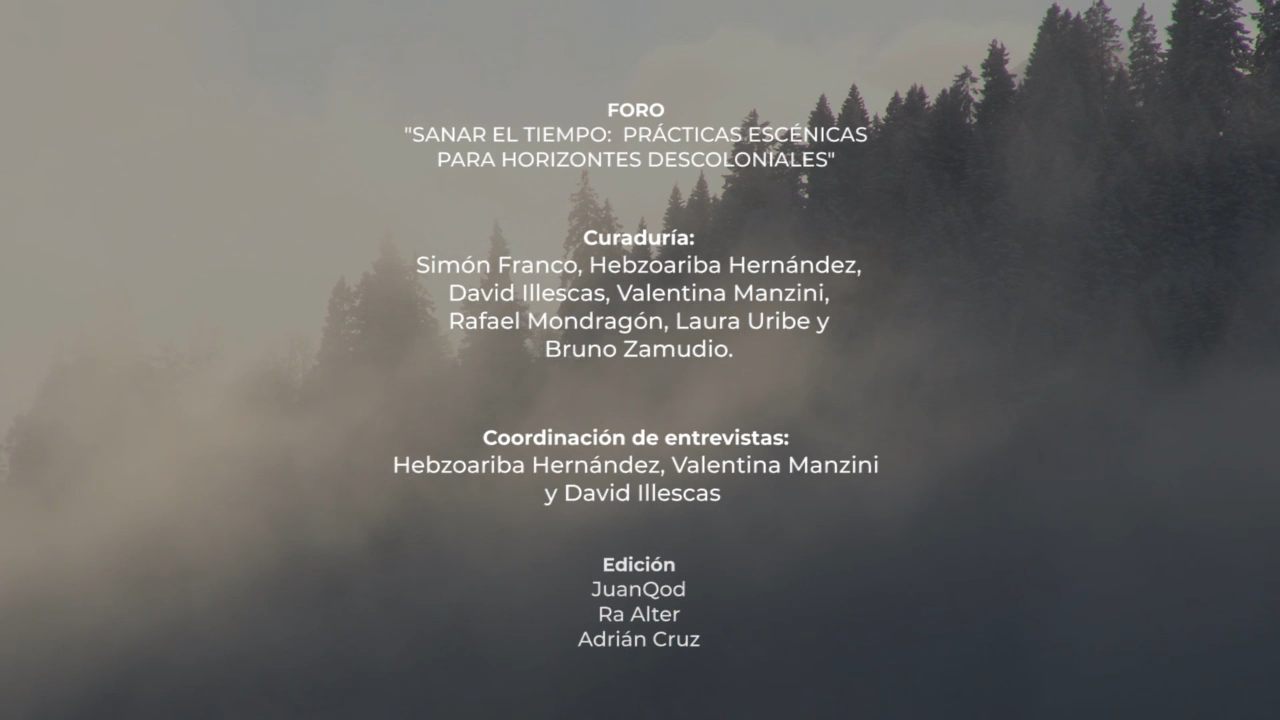 FORO
"SANAR EL TIEMPO: PRÁCTICAS ESCÉNICAS
PARA HORIZONTES DESCOLONIALES"
Curaduría:
Simón Franco, Hebzoariba Hernández,
David Illescas, Valentina Manzini,
Rafael Mondragón, Laura Uribe y
Bruno Zamudio.
Coordinación de entrevistas:
Hebzoariba Hernández, Valentina Manzini
y David Illescas
Edición
JuanQod
Ra Alter
Adrián Cruz